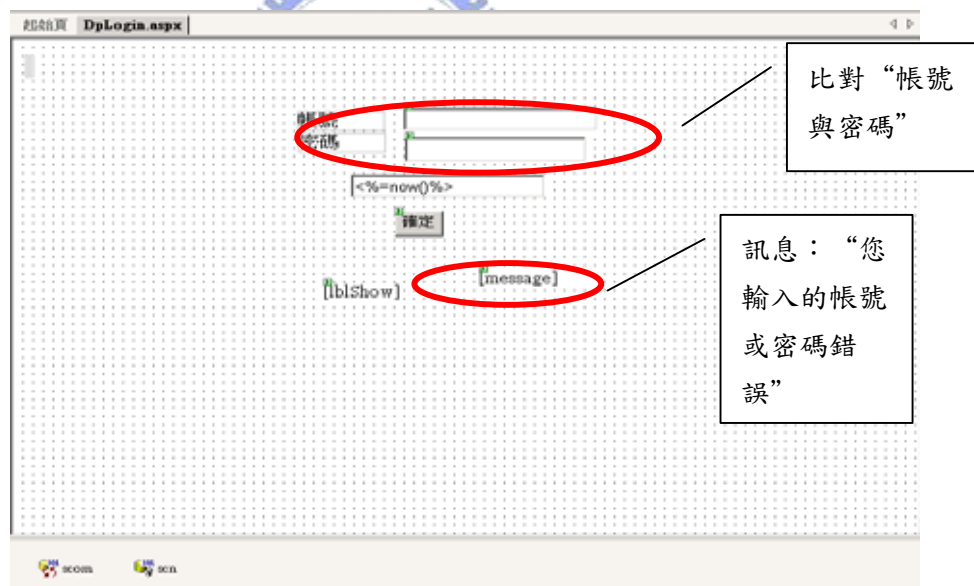 起始頁 DpLogin.aspx
帳號
密碼
<%=now()%>
確定
[lblShow]
[message]
比對“帳號
與密碼”
訊息：“您
輸入的帳號
或密碼錯
誤”
scom scn